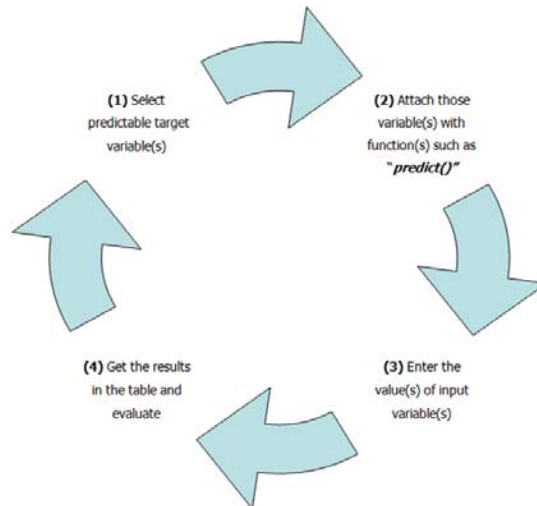 (1) Select
predictable target
variable(s)
(2) Attach those
variable(s) with
function(s) such as
"predict()"
(3) Enter the
value(s) of input
variable(s)
(4) Get the results
in the table and
evaluate